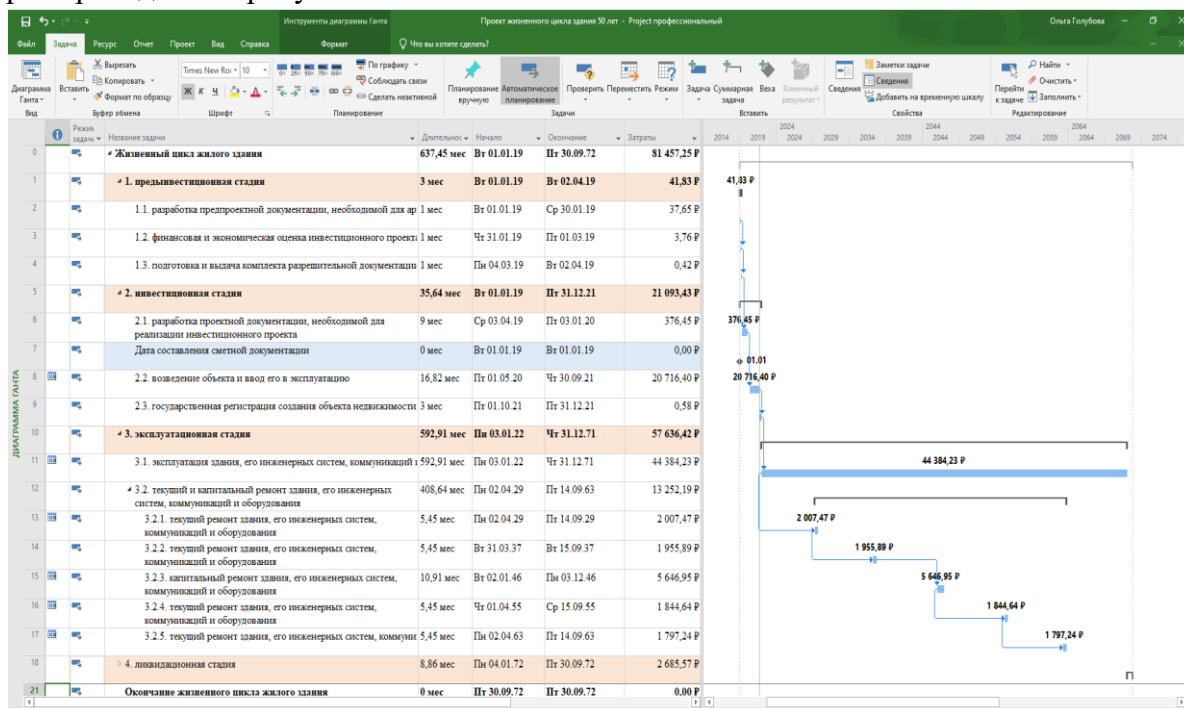 Инструменты диаграммы Ганта
Проект жизненного цикла здания 50 лет - Project профессиональный
Ольга Голубова
Файл Задача Ресурс Отчет Проект Вид Справка Формат Что вы хотите сделать?
Диаграмма Ганта
Вид
Вставить
Вырезать
Копировать
Формат по образцу
Буфер обмена
Times New Roi 10
Ж К Ч
Шрифт
0% 25% 50% 75% 100%
По графику
Соблюдать связи
Сделать неактивной
Планирование
Планирование вручную
Автоматическое планирование
Проверить Переместить Режим
Задачи
Задача Суммарная задача Веха Конечный результат
Вставить
Сведения
Заметки задачи
Сведения
Добавить на временную шкалу
Свойства
Перейти к задаче
Найти
Очистить
Заполнить
Редактирование
Режим задач Название задачи Длительнос Начало Окончание Затраты
2024 2044 2064
2014 2019 2024 2029 2034 2039 2044 2049 2054 2059 2064 2069 2074
0 Жизненный цикл жилого здания 637,45 мес Вт 01.01.19 Пт 30.09.72 81 457,25 ₽
1 1. предынвестиционная стадия 3 мес Вт 01.01.19 Вт 02.04.19 41,83 ₽ 41,83 ₽
2 1.1. разработка предпроектной документации, необходимой для ар 1 мес Вт 01.01.19 Ср 30.01.19 37,65 ₽
3 1.2. финансовая и экономическая оценка инвестиционного проекта 1 мес Чт 31.01.19 Пт 01.03.19 3,76 ₽
4 1.3. подготовка и выдача комплекта разрешительной документации 1 мес Пн 04.03.19 Вт 02.04.19 0,42 ₽
5 2. инвестиционная стадия 35,64 мес Вт 01.01.19 Пт 31.12.21 21 093,43 ₽
6 2.1. разработка проектной документации, необходимой для 9 мес Ср 03.04.19 Пт 03.01.20 376,45 ₽ 376,45 ₽
реализации инвестиционного проекта
7 Дата составления сметной документации 0 мес Вт 01.01.19 Вт 01.01.19 0,00 ₽ 01.01
8 2.2. возведение объекта и ввод его в эксплуатацию 16,82 мес Пт 01.05.20 Чт 30.09.21 20 716,40 ₽ 20 716,40 ₽
9 2.3. государственная регистрация создания объекта недвижимости 3 мес Пт 01.10.21 Пт 31.12.21 0,58 ₽
10 3. эксплуатационная стадия 592,91 мес Пн 03.01.22 Чт 31.12.71 57 636,42 ₽
11 3.1. эксплуатация здания, его инженерных систем, коммуникаций 592,91 мес Пн 03.01.22 Чт 31.12.71 44 384,23 ₽ 44 384,23 ₽
12 3.2. текущий и капитальный ремонт здания, его инженерных 408,64 мес Пн 02.04.29 Пт 14.09.63 13 252,19 ₽
систем, коммуникаций и оборудования
13 3.2.1. текущий ремонт здания, его инженерных систем, 5,45 мес Пн 02.04.29 Пт 14.09.29 2 007,47 ₽ 2 007,47 ₽
коммуникаций и оборудования
14 3.2.2. текущий ремонт здания, его инженерных систем, 5,45 мес Вт 31.03.37 Вт 15.09.37 1 955,89 ₽ 1 955,89 ₽
коммуникаций и оборудования
15 3.2.3. капитальный ремонт здания, его инженерных систем, 10,91 мес Вт 02.01.46 Пн 03.12.46 5 646,95 ₽ 5 646,95 ₽
коммуникаций и оборудования
16 3.2.4. текущий ремонт здания, его инженерных систем, 5,45 мес Чт 01.04.55 Ср 15.09.55 1 844,64 ₽ 1 844,64 ₽
коммуникаций и оборудования
17 3.2.5. текущий ремонт здания, его инженерных систем, коммуни 5,45 мес Пн 02.04.63 Пт 14.09.63 1 797,24 ₽ 1 797,24 ₽
18 4. ликвидационная стадия 8,86 мес Пн 04.01.72 Пт 30.09.72 2 685,57 ₽
21 Окончание жизненного цикла жилого здания 0 мес Пт 30.09.72 Пт 30.09.72 0,00 ₽
ДИАГРАММА ГАНТА